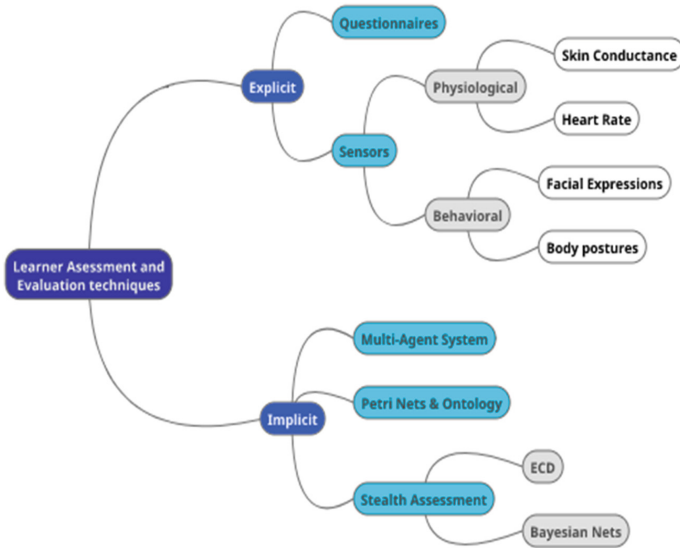 Questionnaires
Explicit
Physiological
Skin Conductance
Heart Rate
Sensors
Behavioral
Facial Expressions
Body postures
Learner Asessment and
Evaluation techniques
Multi-Agent System
Petri Nets & Ontology
Implicit
Stealth Assessment
ECD
Bayesian Nets